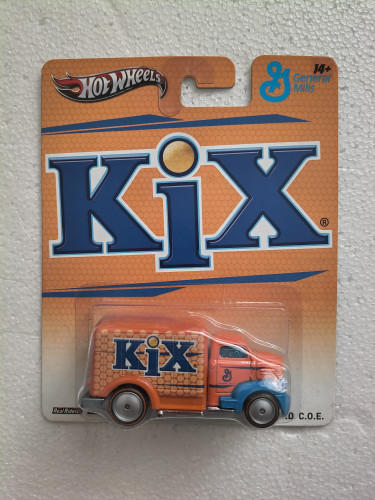 HOT WHEELS
14+
G
General
Mills
KiX
®
KiX
G
Real Riders
C.O.E.